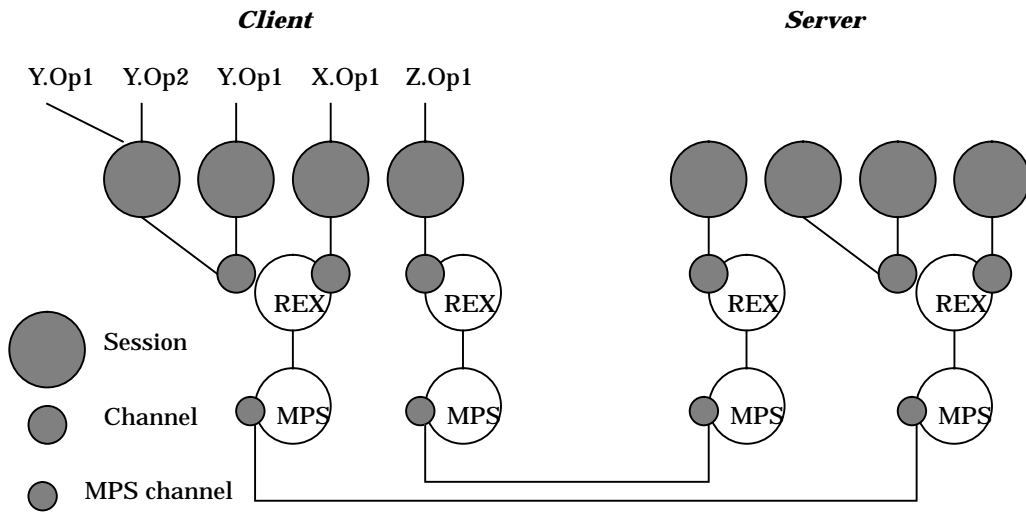 Client
Server
Y.Op1 Y.Op2 Y.Op1 X.Op1 Z.Op1
REX REX REX REX
Session
Channel
MPS MPS MPS MPS
MPS channel